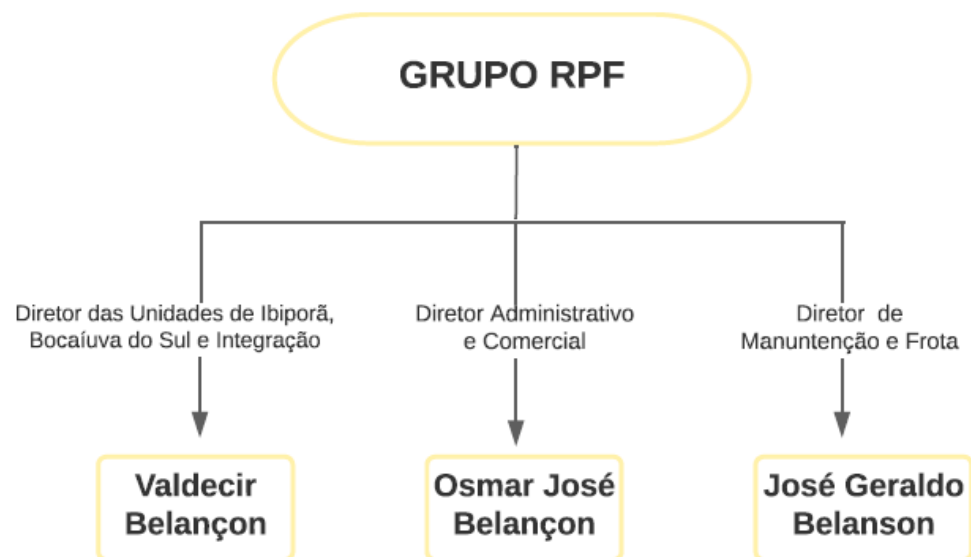 GRUPO RPF
Diretor das Unidades de Ibiporã,
Bocaíuva do Sul e Integração
Diretor Administrativo
e Comercial
Diretor de
Manuntenção e Frota
Valdecir
Belançon
Osmar José
Belançon
José Geraldo
Belanson